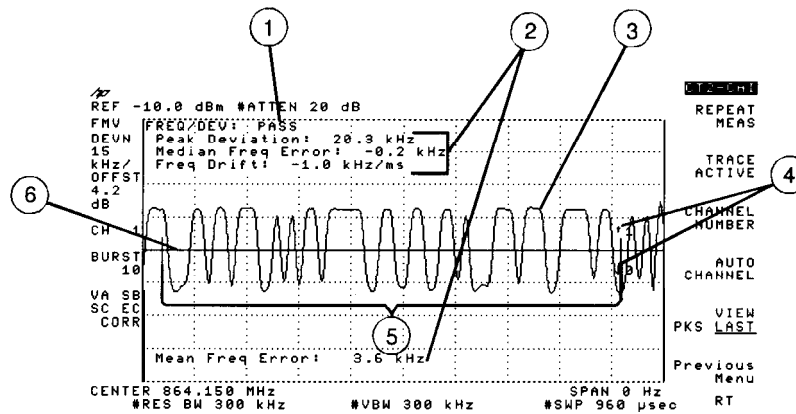 1
2
3
hp
REF -10.0 dBm #ATTEN 20 dB
CT2-CAI
FMV
DEVN
15
kHz/
OFFST
4.2
dB
CH 1
BURST
10
VA SB
SC EC
CORR
FREQ/DEV: PASS
Peak Deviation: 20.3 kHz
Median Freq Error: -0.2 kHz
Freq Drift: -1.0 kHz/ms
REPEAT
MEAS
TRACE
ACTIVE
4
CHANNEL
NUMBER
6
AUTO
CHANNEL
5
VIEW
PKS LAST
Mean Freq Error: 3.6 kHz
Previous
Menu
CENTER 864.150 MHz SPAN 0 Hz
#RES BW 300 kHz #VBW 300 kHz #SWP 960 µsec
RT